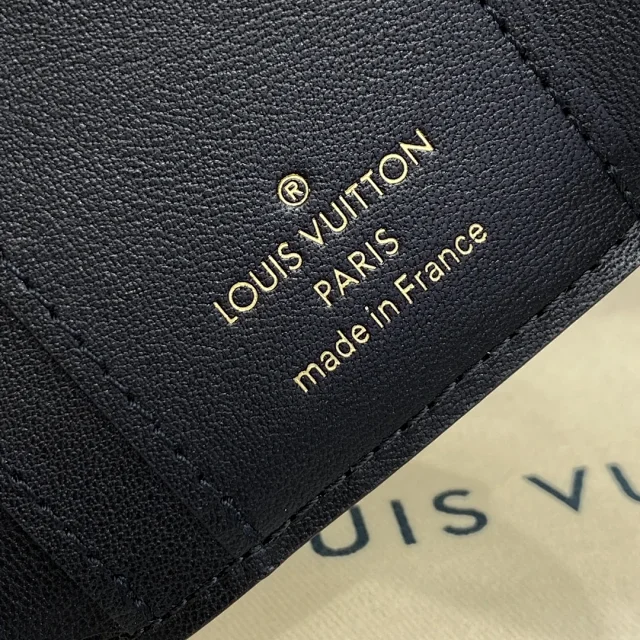 ®
LOUIS VUITTON
PARIS
made in France
UIS VU